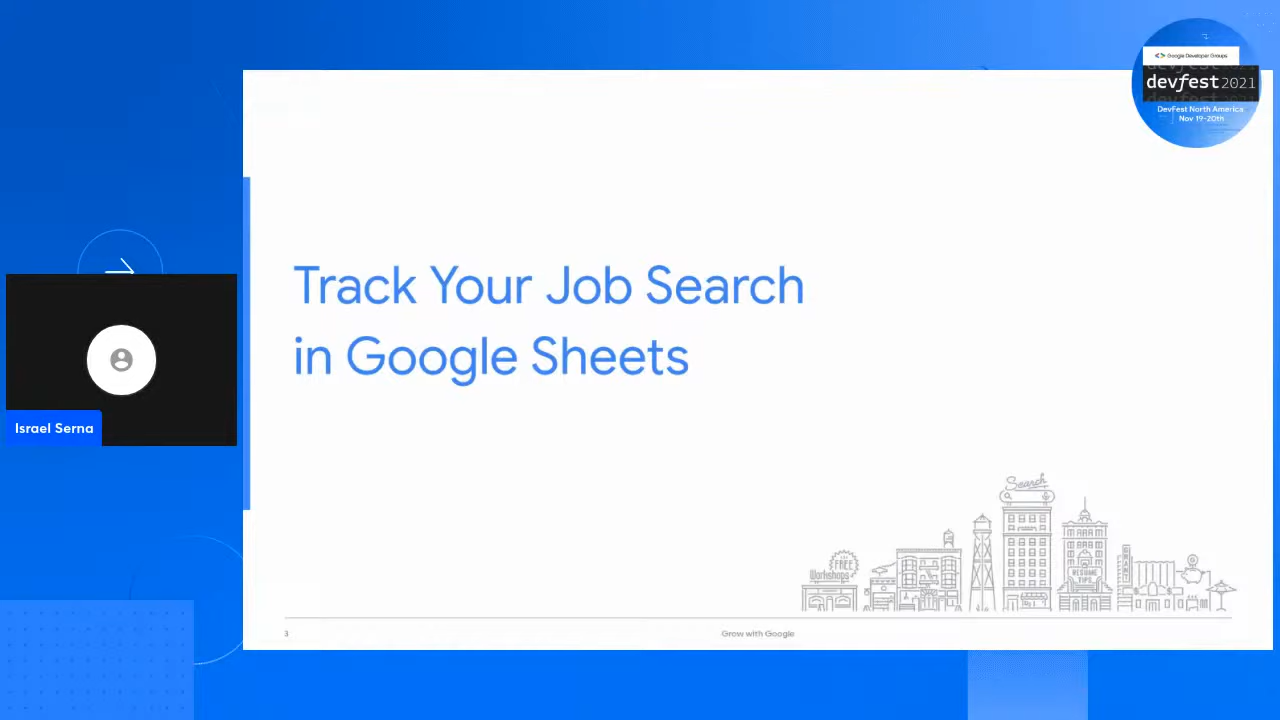 Google Developer Groups
devfest 2021
DevFest North America
Nov 19-20th
Track Your Job Search
in Google Sheets
Israel Serna
Search
FREE
Workshops
RESUME
TIPS
3
Grow with Google